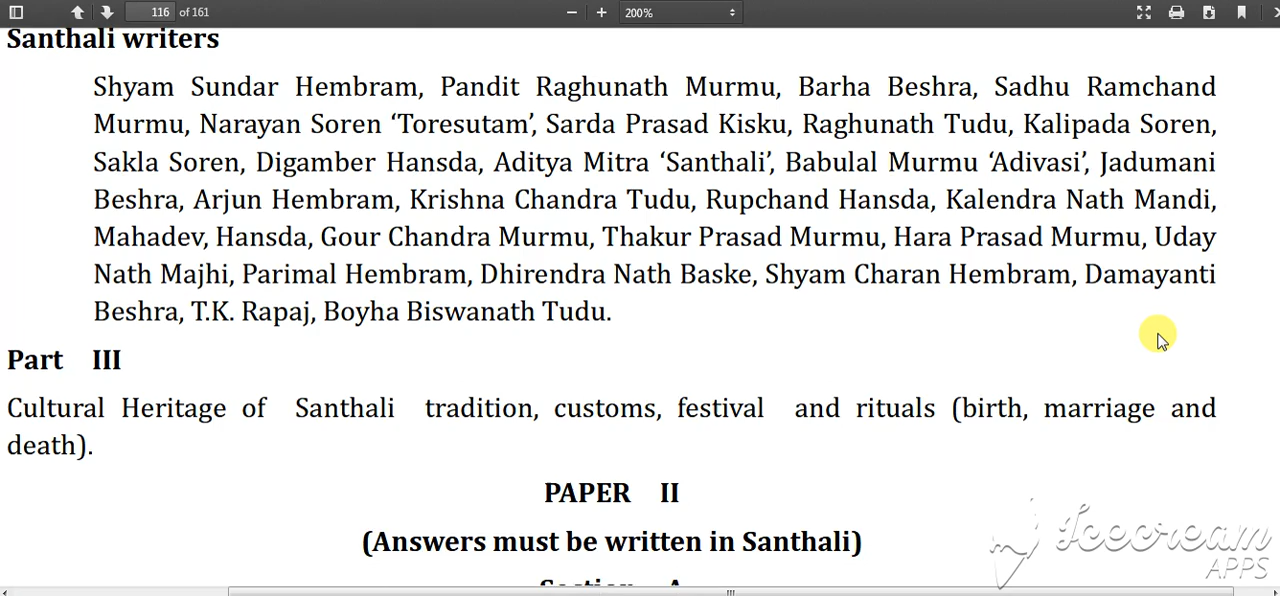 116 of 161
200%
Santhali writers
Shyam Sundar Hembram, Pandit Raghunath Murmu, Barha Beshra, Sadhu Ramchand
Murmu, Narayan Soren ‘Toresutam’, Sarda Prasad Kisku, Raghunath Tudu, Kalipada Soren,
Sakla Soren, Digamber Hansda, Aditya Mitra ‘Santhali’, Babulal Murmu ‘Adivasi’, Jadumani
Beshra, Arjun Hembram, Krishna Chandra Tudu, Rupchand Hansda, Kalendra Nath Mandi,
Mahadev, Hansda, Gour Chandra Murmu, Thakur Prasad Murmu, Hara Prasad Murmu, Uday
Nath Majhi, Parimal Hembram, Dhirendra Nath Baske, Shyam Charan Hembram, Damayanti
Beshra, T.K. Rapaj, Boyha Biswanath Tudu.
Part III
Cultural Heritage of Santhali tradition, customs, festival and rituals (birth, marriage and
death).
PAPER II
(Answers must be written in Santhali)
Section A
Icecream
APPS